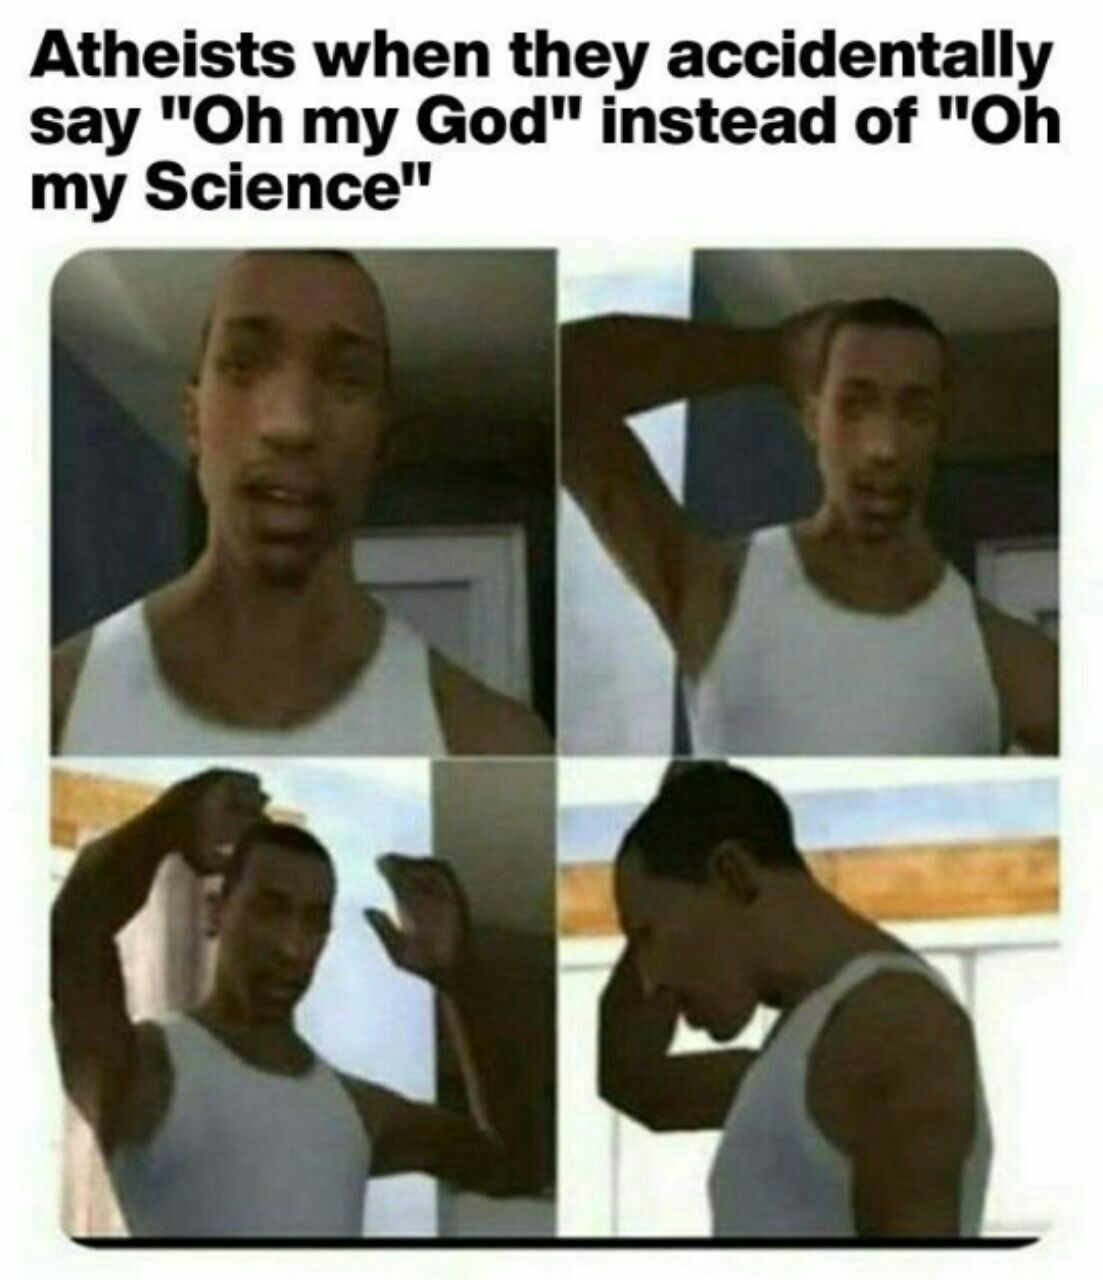 Atheists when they accidentally
say "Oh my God" instead of "Oh
my Science"